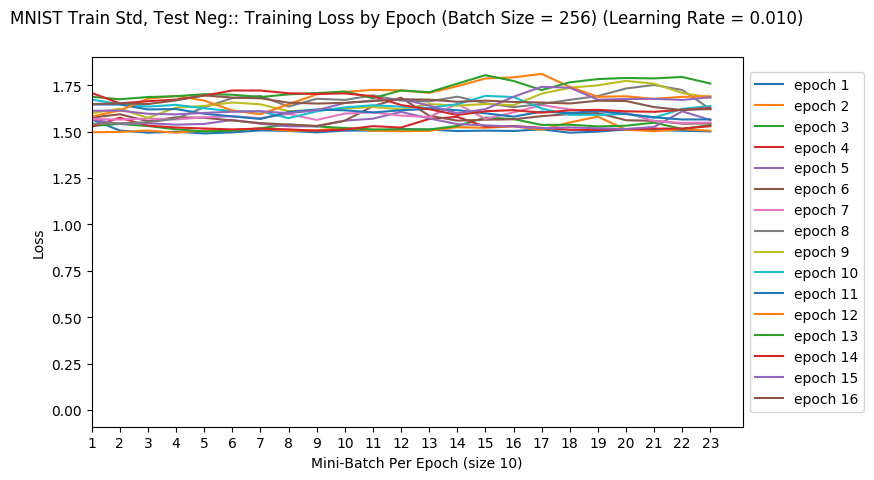 MNIST Train Std, Test Neg:: Training Loss by Epoch (Batch Size = 256) (Learning Rate = 0.010)
1.75
1.50
1.25
1.00
0.75
0.50
0.25
0.00
Loss
1 2 3 4 5 6 7 8 9 10 11 12 13 14 15 16 17 18 19 20 21 22 23
Mini-Batch Per Epoch (size 10)
epoch 1
epoch 2
epoch 3
epoch 4
epoch 5
epoch 6
epoch 7
epoch 8
epoch 9
epoch 10
epoch 11
epoch 12
epoch 13
epoch 14
epoch 15
epoch 16